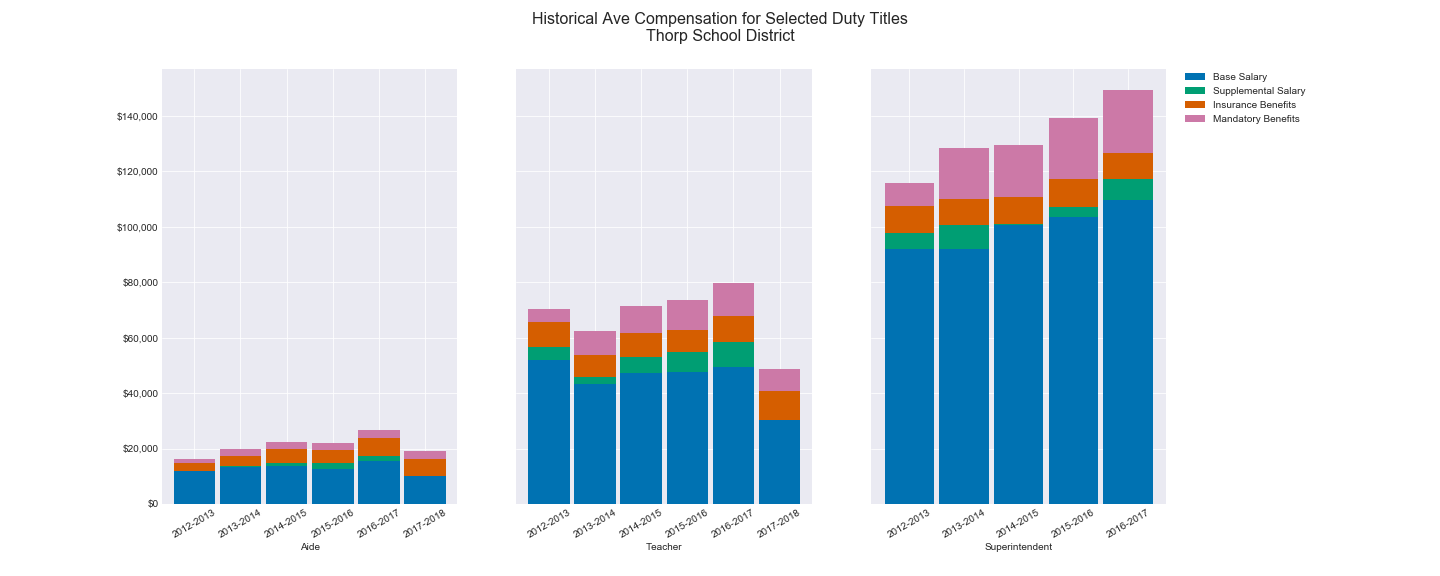 Historical Ave Compensation for Selected Duty Titles
Thorp School District
Base Salary
Supplemental Salary
Insurance Benefits
Mandatory Benefits
$140,000
$120,000
$100,000
$80,000
$60,000
$40,000
$20,000
$0
2012-2013
2013-2014
2014-2015
2015-2016
2016-2017
2017-2018
Aide
2012-2013
2013-2014
2014-2015
2015-2016
2016-2017
2017-2018
Teacher
2012-2013
2013-2014
2014-2015
2015-2016
2016-2017
Superintendent